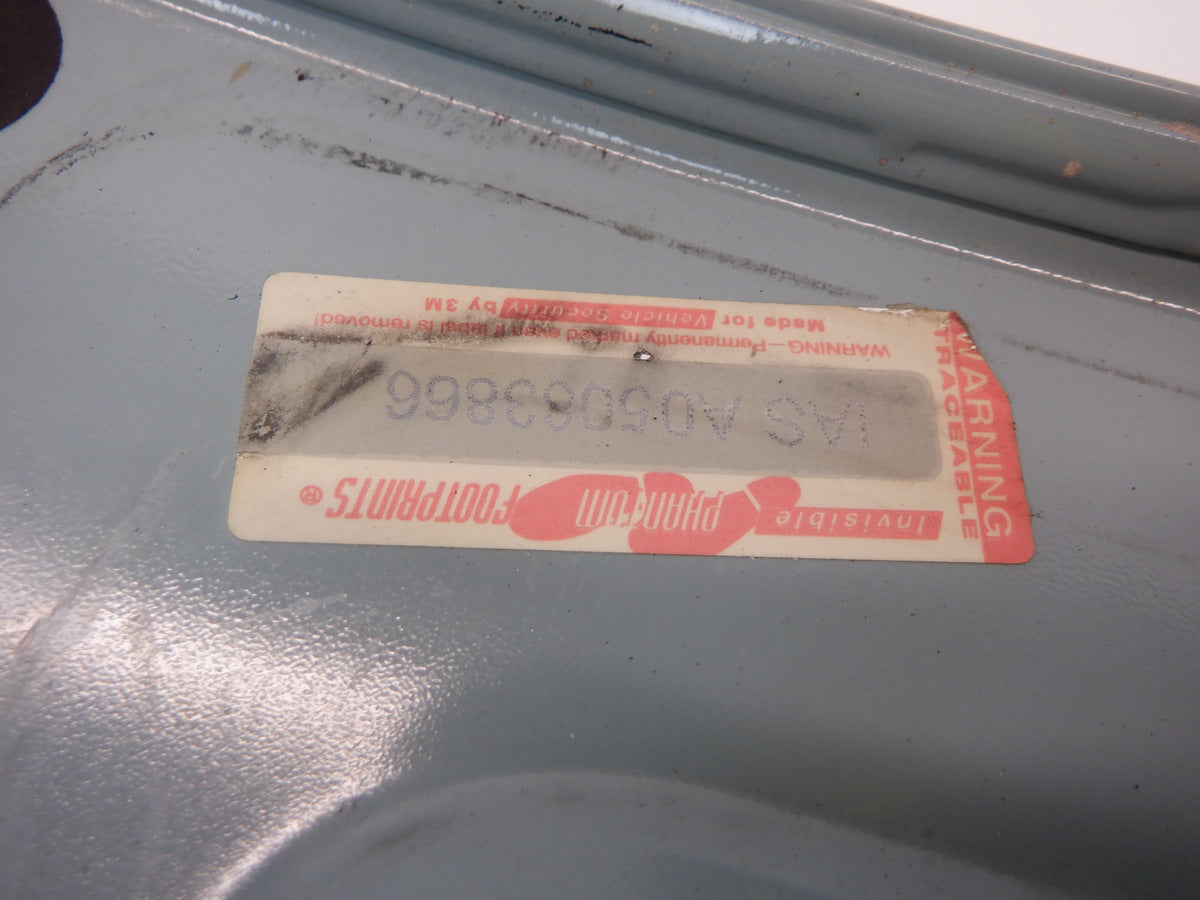 WARNING
TRACEABLE
Invisible PHANTOM FOOTPRINTS ®
IAS A05063866
WARNING—Permanently marked even if label is removed!
Made for Vehicle Security by 3M